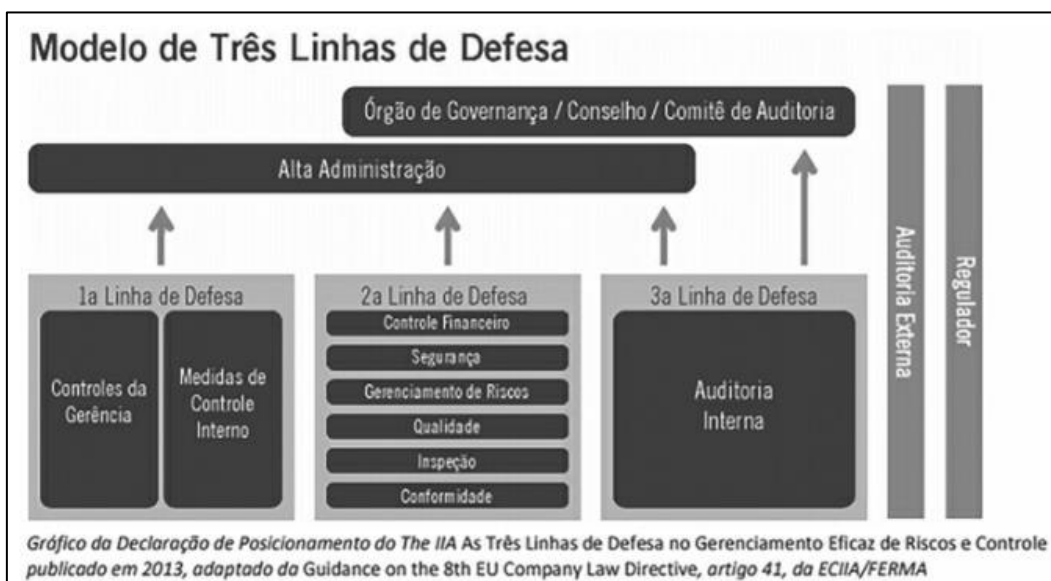 Modelo de Três Linhas de Defesa
Órgão de Governança / Conselho / Comitê de Auditoria
Alta Administração
1a Linha de Defesa
Controles da
Gerência
Medidas de
Controle
Interno
2a Linha de Defesa
Controle Financeiro
Segurança
Gerenciamento de Riscos
Qualidade
Inspeção
Conformidade
3a Linha de Defesa
Auditoria
Interna
Auditoria Externa
Regulador
Gráfico da Declaração de Posicionamento do The IIA As Três Linhas de Defesa no Gerenciamento Eficaz de Riscos e Controle
publicado em 2013, adaptado da Guidance on the 8th EU Company Law Directive, artigo 41, da ECIIA/FERMA